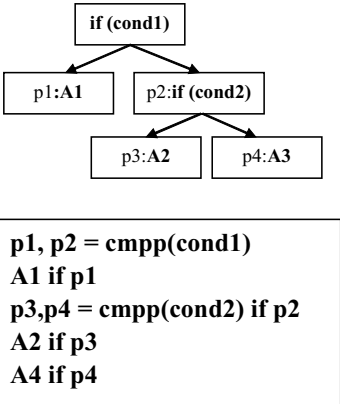 if (cond1)
p1:A1
p2:if (cond2)
p3:A2
p4:A3
p1, p2 = cmpp(cond1)
A1 if p1
p3,p4 = cmpp(cond2) if p2
A2 if p3
A4 if p4